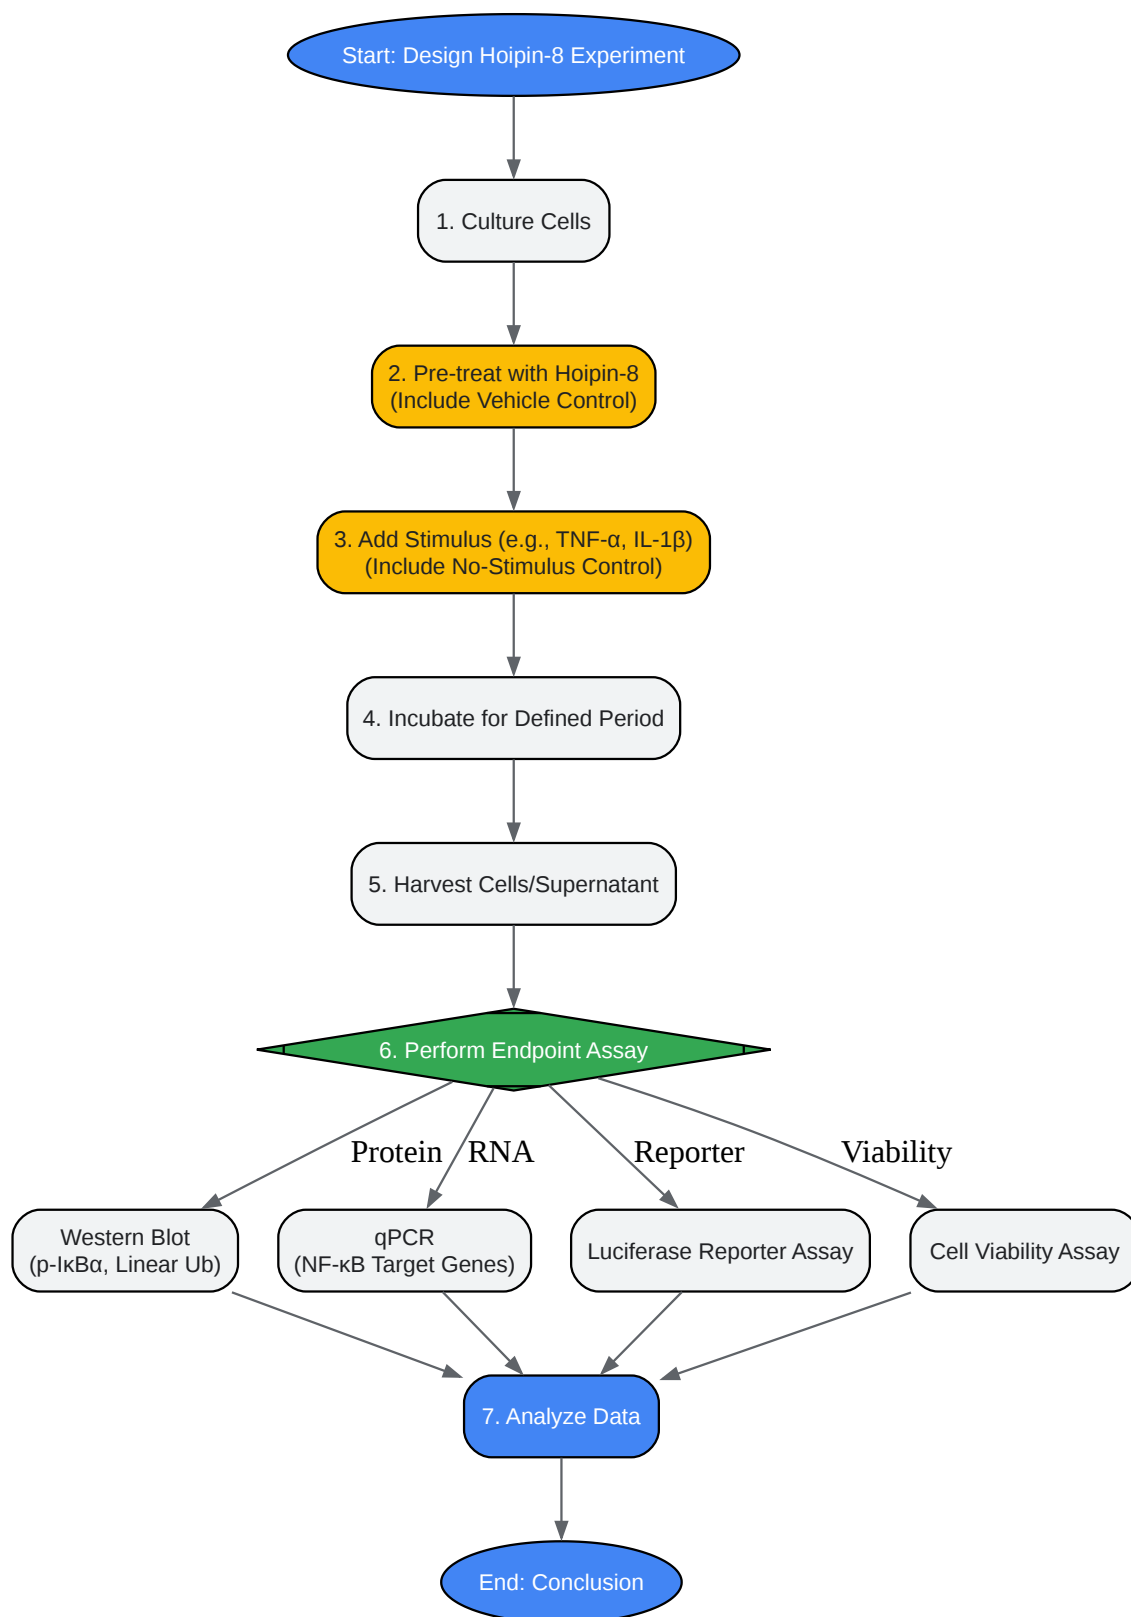 Start: Design Hoipin-8 Experiment
1. Culture Cells
2. Pre-treat with Hoipin-8
(Include Vehicle Control)
3. Add Stimulus (e.g., TNF-α, IL-1β)
(Include No-Stimulus Control)
4. Incubate for Defined Period
5. Harvest Cells/Supernatant
6. Perform Endpoint Assay
Protein
RNA
Reporter
Viability
Western Blot
(p-IκBα, Linear Ub)
qPCR
(NF-κB Target Genes)
Luciferase Reporter Assay
Cell Viability Assay
7. Analyze Data
End: Conclusion